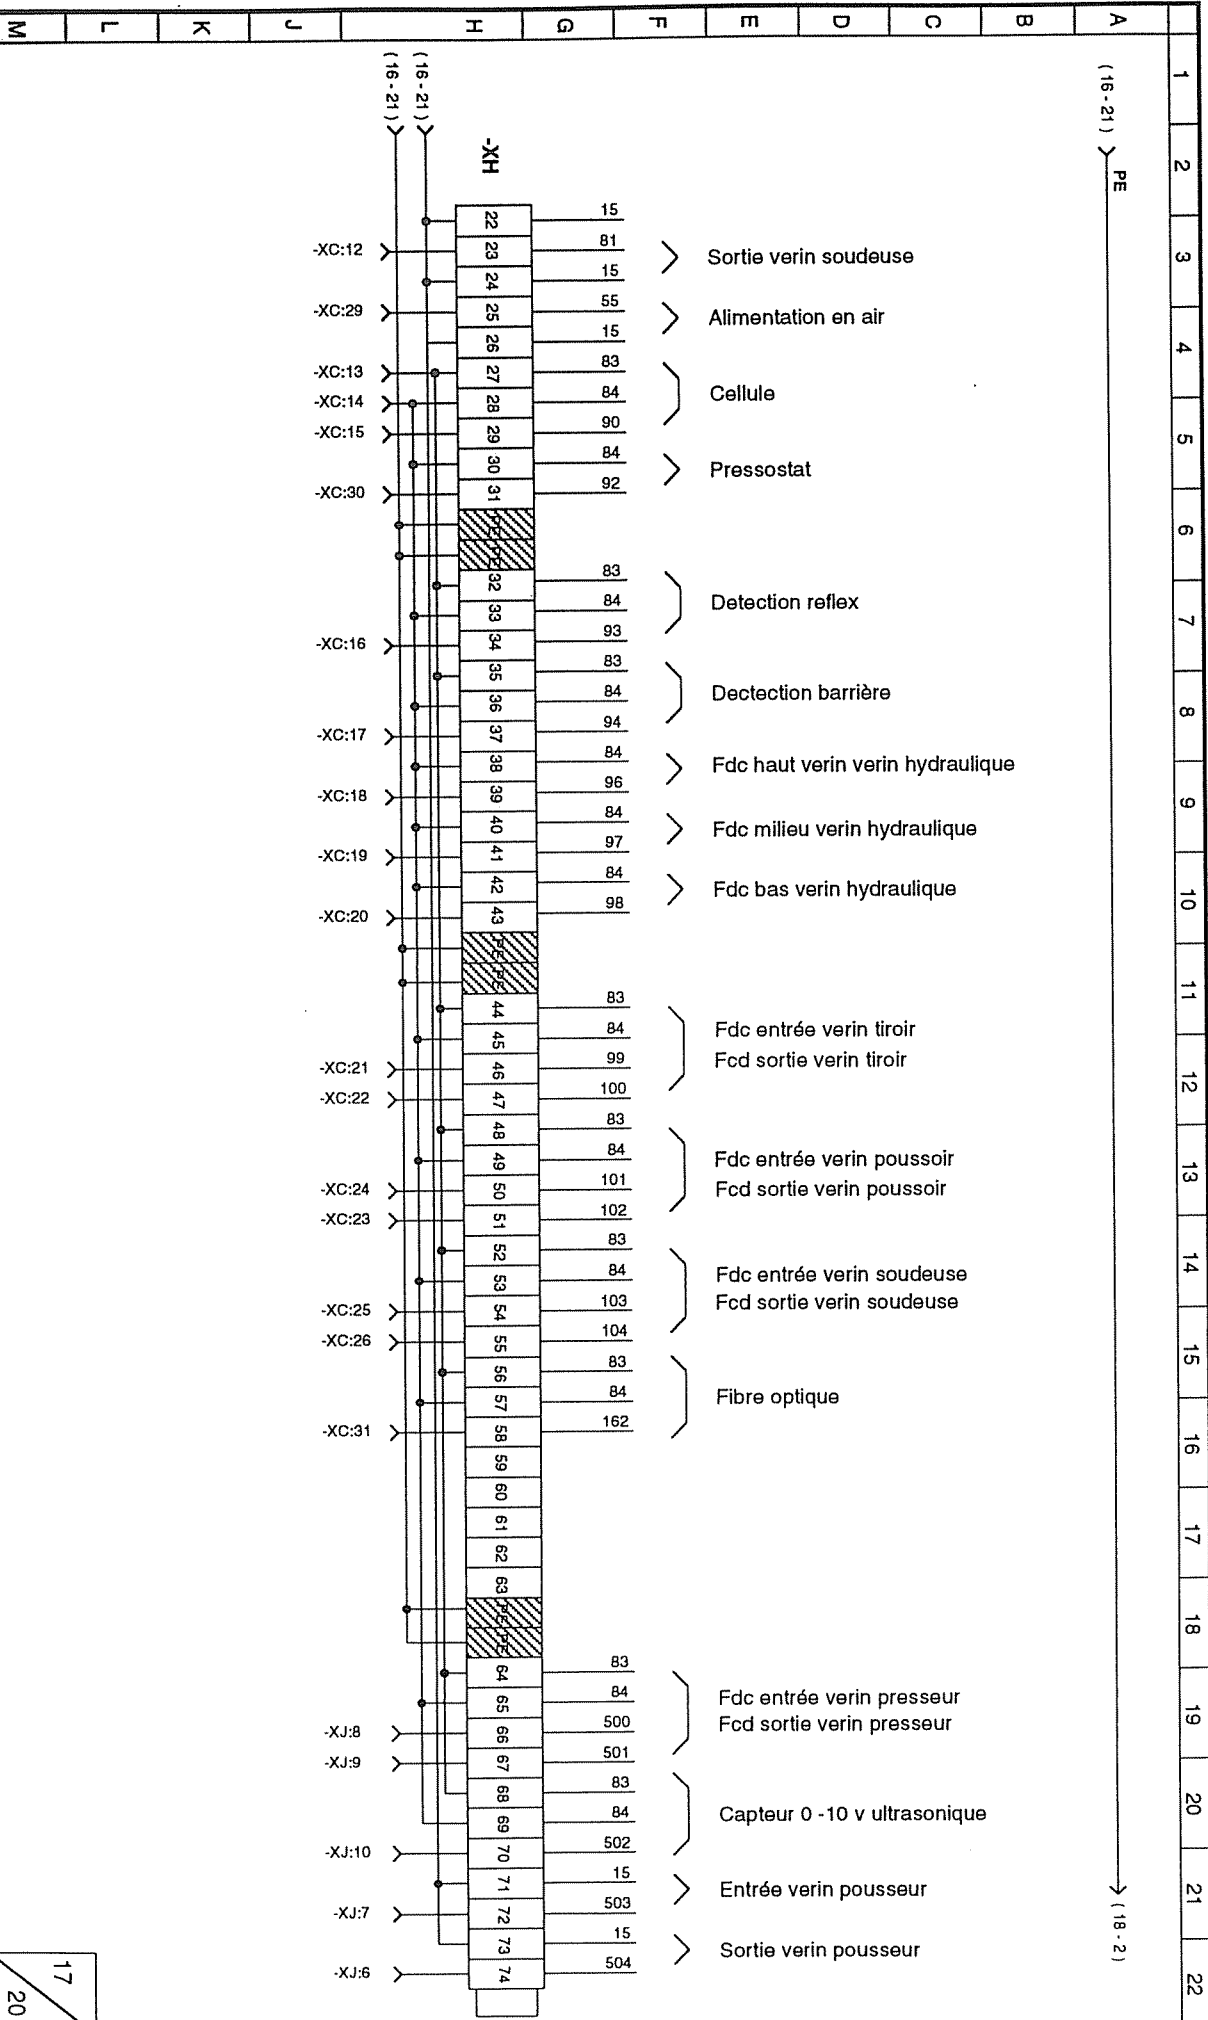 M L K J H G F E D C B A
1
2
3
4
5
6
7
8
9
10
11
12
13
14
15
16
17
18
19
20
21
22
( 16 - 21 )
( 16 - 21 )
( 16 - 21 )
PE
( 18 - 2 )
-XH
22 15
-XC:12 23 81
Sortie verin soudeuse
24 15
-XC:29 25 55
Alimentation en air
26 15
-XC:13 27 83
-XC:14 28 84
Cellule
-XC:15 29 90
30 84
Pressostat
-XC:30 31 92
PE
PE
32 83
33 84
Detection reflex
-XC:16 34 93
35 83
36 84
Dectection barrière
-XC:17 37 94
38 84
Fdc haut verin verin hydraulique
-XC:18 39 96
40 84
Fdc milieu verin hydraulique
-XC:19 41 97
42 84
Fdc bas verin hydraulique
-XC:20 43 98
PE
PE
44 83
45 84
Fdc entrée verin tiroir
-XC:21 46 99
Fcd sortie verin tiroir
-XC:22 47 100
48 83
49 84
Fdc entrée verin poussoir
-XC:24 50 101
Fcd sortie verin poussoir
-XC:23 51 102
52 83
53 84
Fdc entrée verin soudeuse
-XC:25 54 103
Fcd sortie verin soudeuse
-XC:26 55 104
56 83
57 84
Fibre optique
-XC:31 58 162
59
60
61
62
63
PE
PE
64 83
65 84
Fdc entrée verin presseur
-XJ:8 66 500
Fcd sortie verin presseur
-XJ:9 67 501
68 83
69 84
Capteur 0 -10 v ultrasonique
-XJ:10 70 502
71 15
Entrée verin pousseur
-XJ:7 72 503
73 15
Sortie verin pousseur
-XJ:6 74 504
17
20